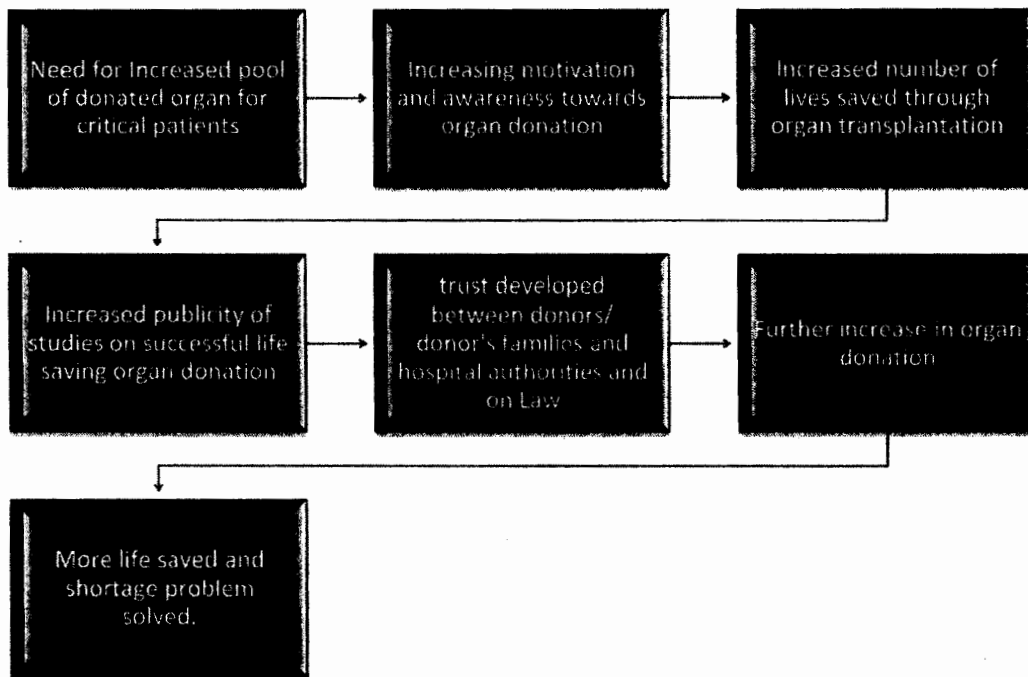 Need for Increased pool
of donated organ for
critical patients
Increasing motivation
and awareness towards
organ donation
Increased number of
lives saved through
organ transplantation
Increased publicity of
studies on successful life
saving organ donation
trust developed
between donors/
donor's families and
hospital authorities and
on Law
Further increase in organ
donation
More life saved and
shortage problem
solved.